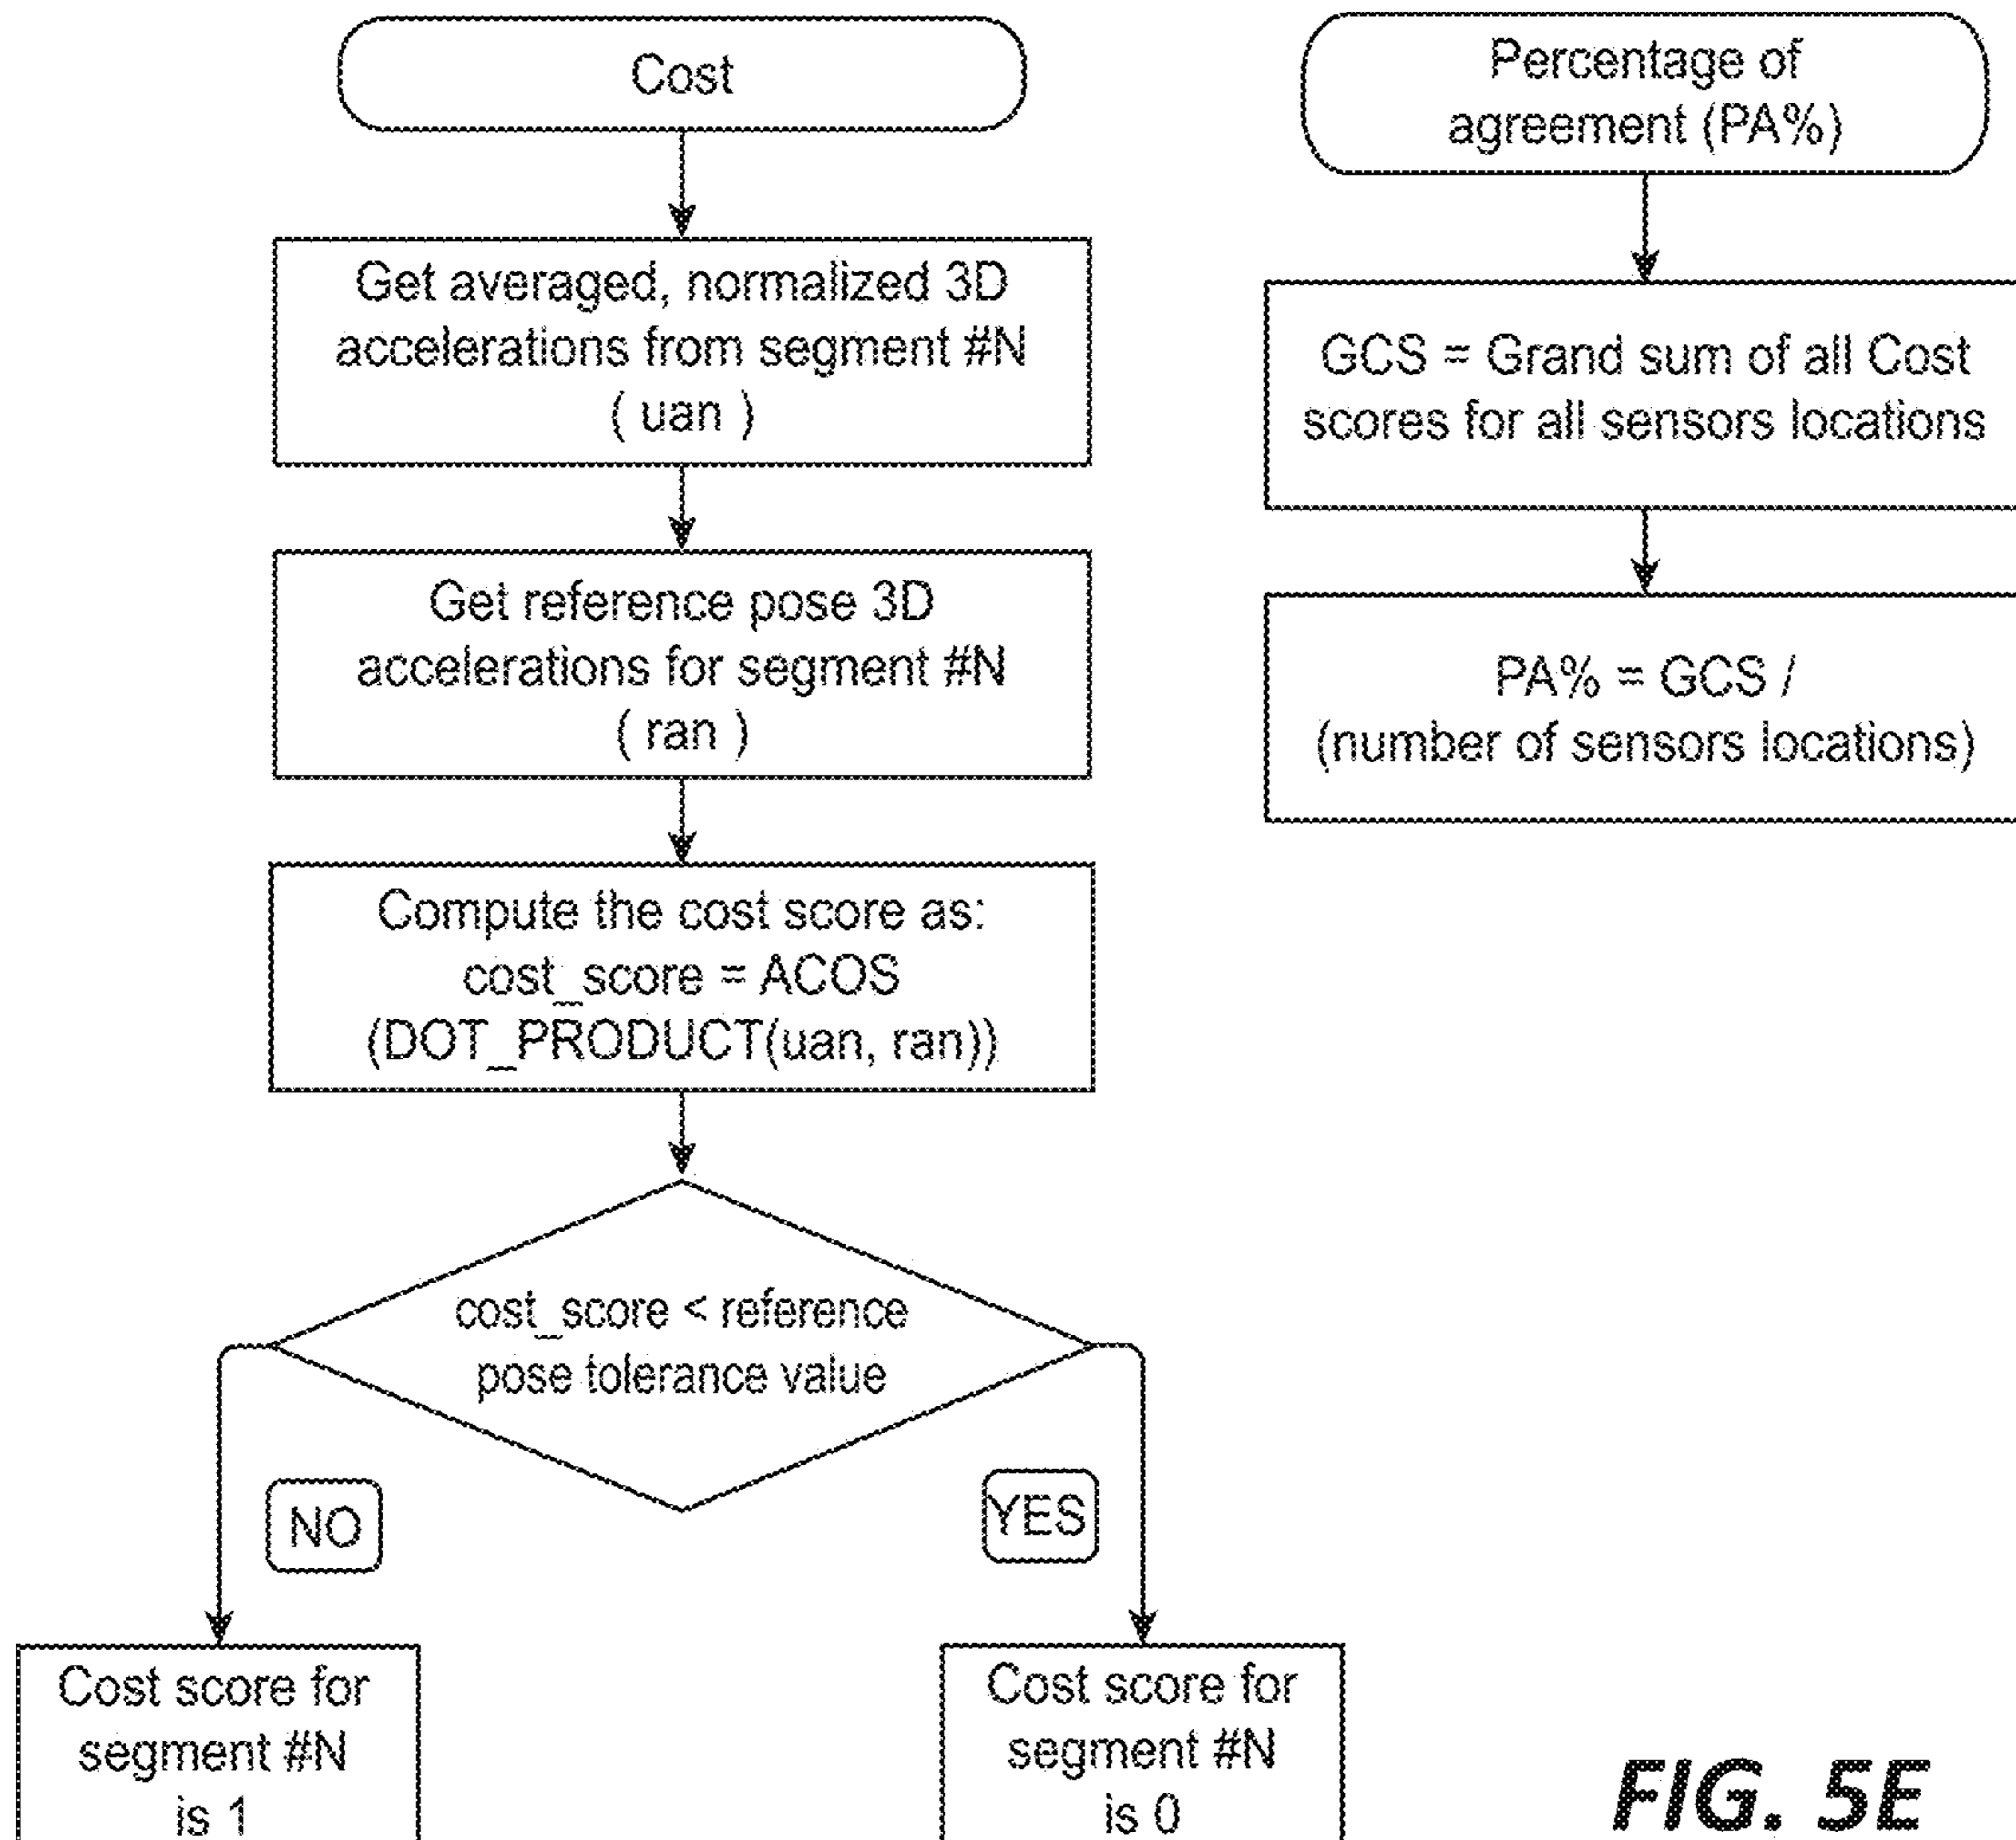 Cost
Get averaged, normalized 3D
accelerations from segment #N
( uan )
Get reference pose 3D
accelerations for segment #N
( ran )
Compute the cost score as:
cost_score = ACOS
(DOT_PRODUCT(uan, ran))
cost_score < reference
pose tolerance value
NO
YES
Cost score for
segment #N
is 1
Cost score for
segment #N
is 0
Percentage of
agreement (PA%)
GCS = Grand sum of all Cost
scores for all sensors locations
PA% = GCS /
(number of sensors locations)
FIG. 5E